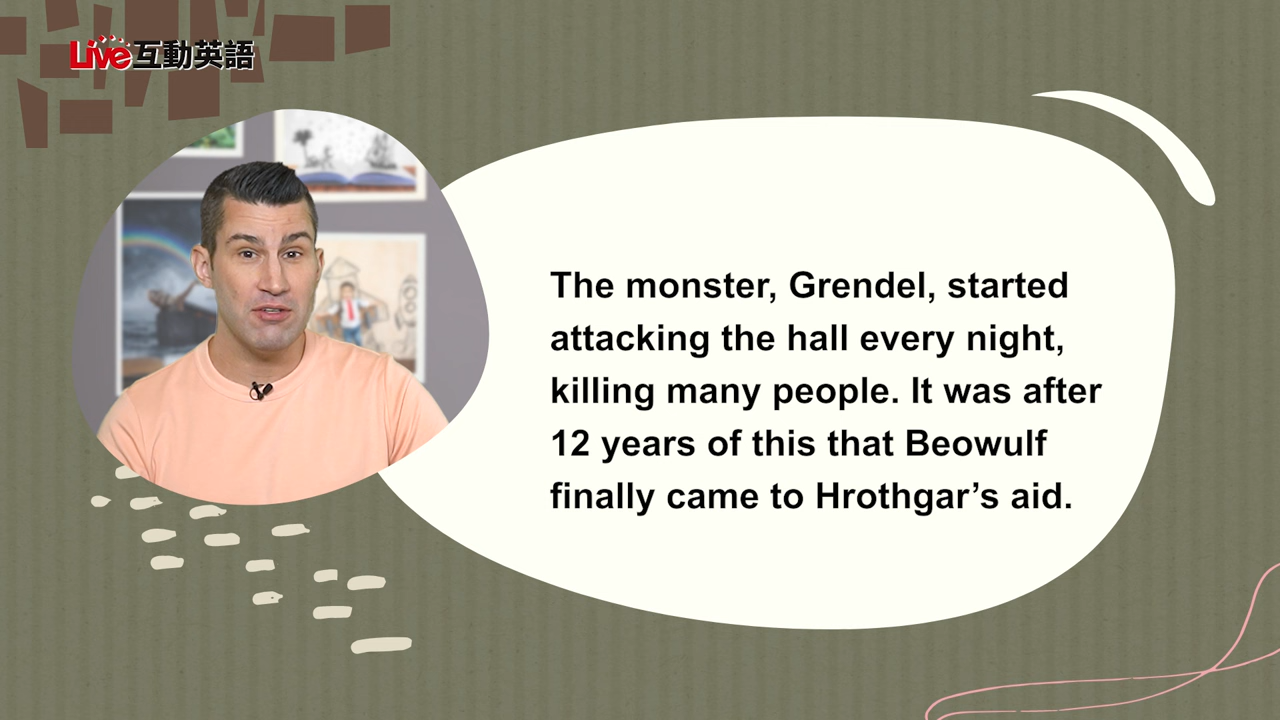 Live互動英語
The monster, Grendel, started
attacking the hall every night,
killing many people. It was after
12 years of this that Beowulf
finally came to Hrothgar’s aid.